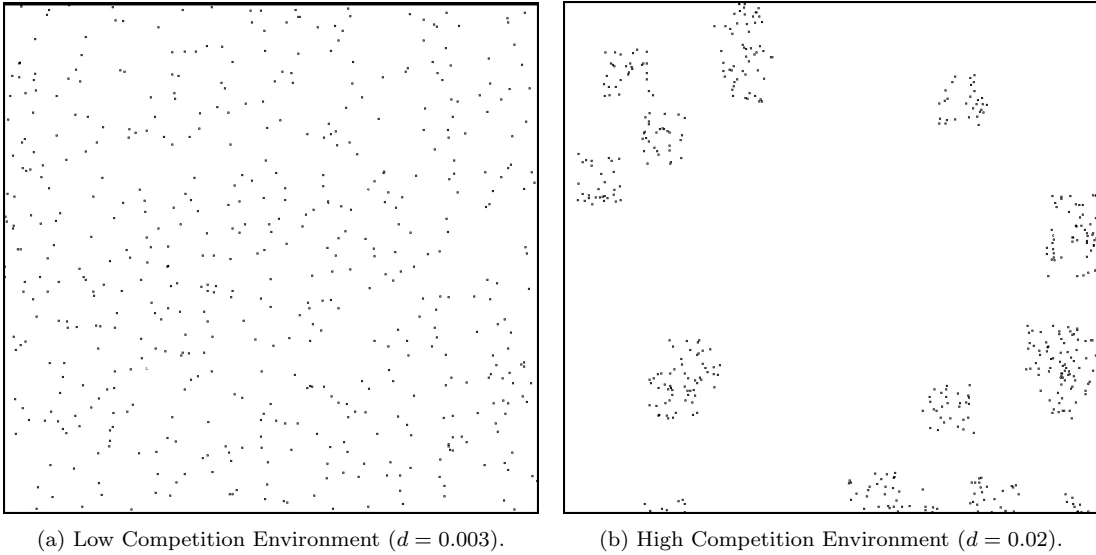 (a) Low Competition Environment (d = 0.003).
(b) High Competition Environment (d = 0.02).